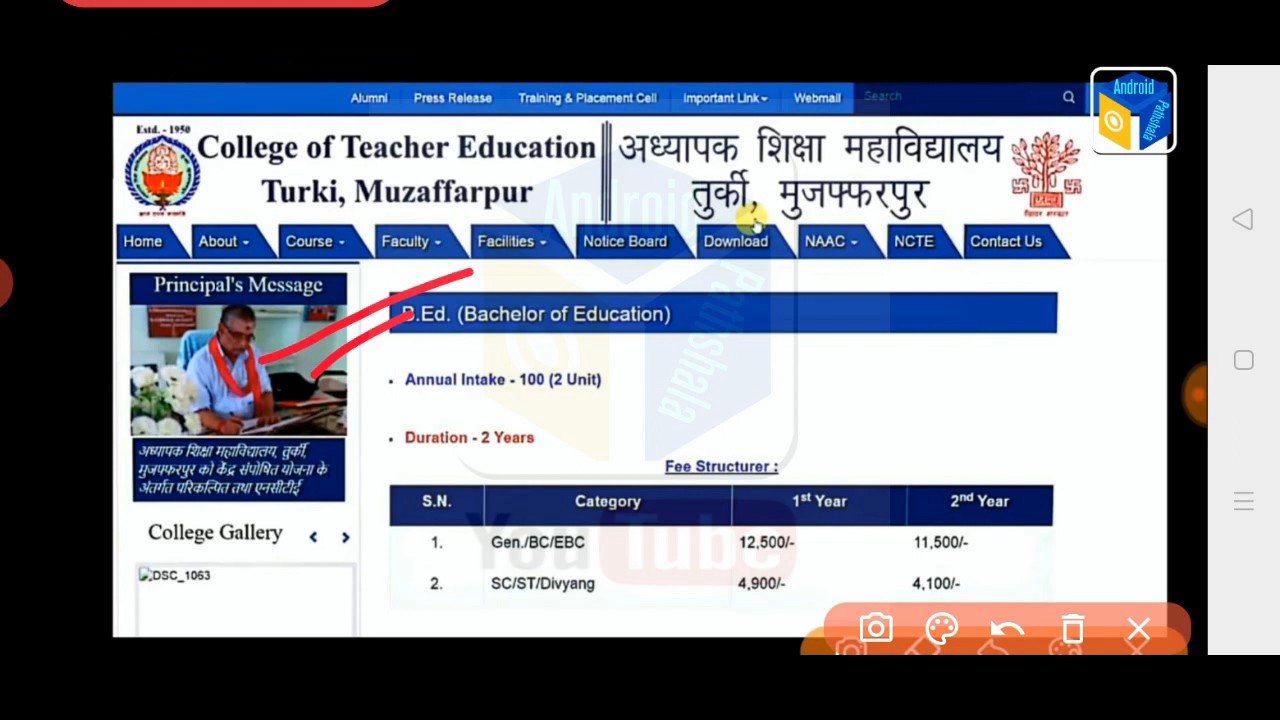 Alumni Press Release Training & Placement Cell Important Link Webmail Search
Android
Pathshala
Estd. - 1950
College of Teacher Education
Turki, Muzaffarpur
अध्यापक शिक्षा महाविद्यालय
तुर्की, मुजफ्फरपुर
Home About Course Faculty Facilities Notice Board Download NAAC NCTE Contact Us
Principal's Message
B.Ed. (Bachelor of Education)
Android
Pathshala
• Annual Intake - 100 (2 Unit)
• Duration - 2 Years
अध्यापक शिक्षा महाविद्यालय, तुर्की,
मुजफ्फरपुर को केंद्र संपोषित योजना के
अंतर्गत परिकल्पित तथा एनसीटीई
Fee Structurer :
S.N. Category 1st Year 2nd Year
1. Gen./BC/EBC 12,500/- 11,500/-
2. SC/ST/Divyang 4,900/- 4,100/-
YouTube
College Gallery
DSC_1063